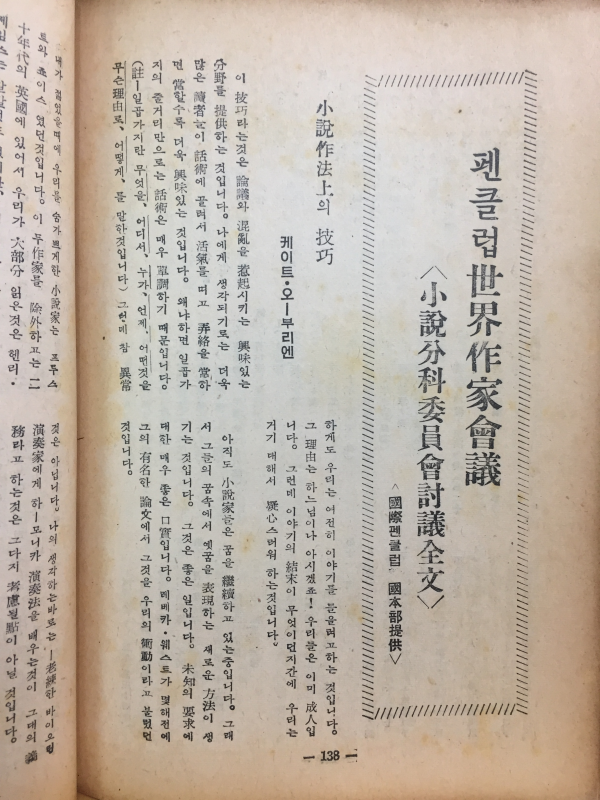 펜클럽 世界作家會議
〈小說分科委員會討議全文〉
〈國際펜클럽 國本部提供〉
小說作法上의 技巧
케이트・오ー부리엔
이 技巧라는것은 論議와 混亂을 惹起시키는 興味있는
分野를 提供하는 것입니다. 나에게 생각되기로는 더욱
많은 讀者들이 話術에 끌려서 活氣를 띠고 弄絡을 當하
면 當할수록 더욱 興味있는 것입니다. 왜냐하면 일곱가
지의 줄거리만으로는 話術은 매우 單調하기 때문입니다.
(註ー일곱가지란 무엇을, 어디서, 누가, 언제, 어떤것을
무슨理由로, 어떻게, 를 말한것입니다) 그런데 참 異常
하게도 우리는 여전히 이야기를 들을려고하는 것입니다.
그 理由는 하느님이나 아시겠죠! 우리들은 이미 成人입
니다. 그런데 이야기의 結末이 무엇이던지간에 우리는
거기 대해서 疑心스러워 하는것입니다.
아직도 小說家들은 꿈을 繼續하고 있는중입니다. 그래
서 그들의 꿈속에서 예꿈을 表現하는 새로운 方法이 생
기는 것입니다. 그것은 좋은 일입니다. 未知의 要求에
대한 매우 좋은 口實입니다. 레베카・웨스트가 몇해전에
그의 有名한 論文에서 그것을 우리의 衝動이라고 불렀던
것입니다.
— 138 —
내가 젊었을때에 우리를 숨가쁘게한 小說家는 프루스
트와 죠이스 였던것입니다. 이 두作家를 除外하고는 二
十年代의 英國에 있어서 우리가 大部分 읽은것은 헨리・
것은 아닙니다. 나의 생각하는바로는ー老鍊한 바이오린
演奏家에게 하ー모니카 演奏法을 배우는것이 그대의 義
務라고 하는것은 그다지 考慮될點이 아닐 것입니다.